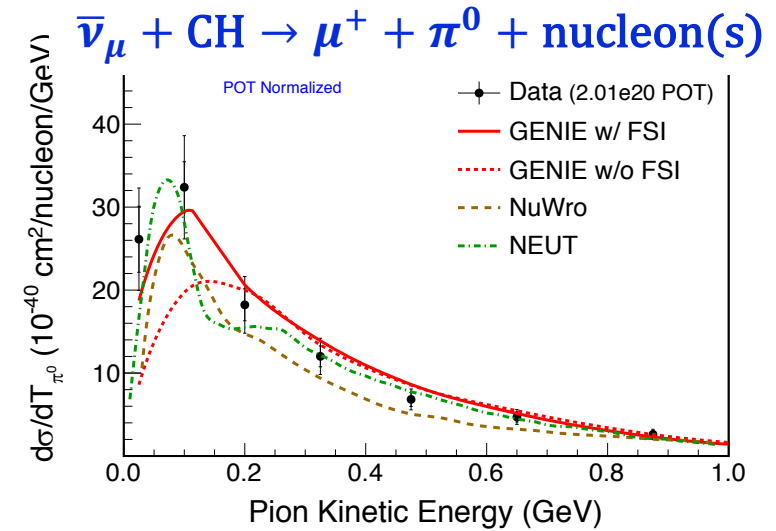 ν̅_μ + CH → μ⁺ + π⁰ + nucleon(s)
POT Normalized
Data (2.01e20 POT)
GENIE w/ FSI
GENIE w/o FSI
NuWro
NEUT
dσ/dT_π⁰ (10⁻⁴⁰ cm²/nucleon/GeV)
40
30
20
10
0.0 0.2 0.4 0.6 0.8 1.0
Pion Kinetic Energy (GeV)